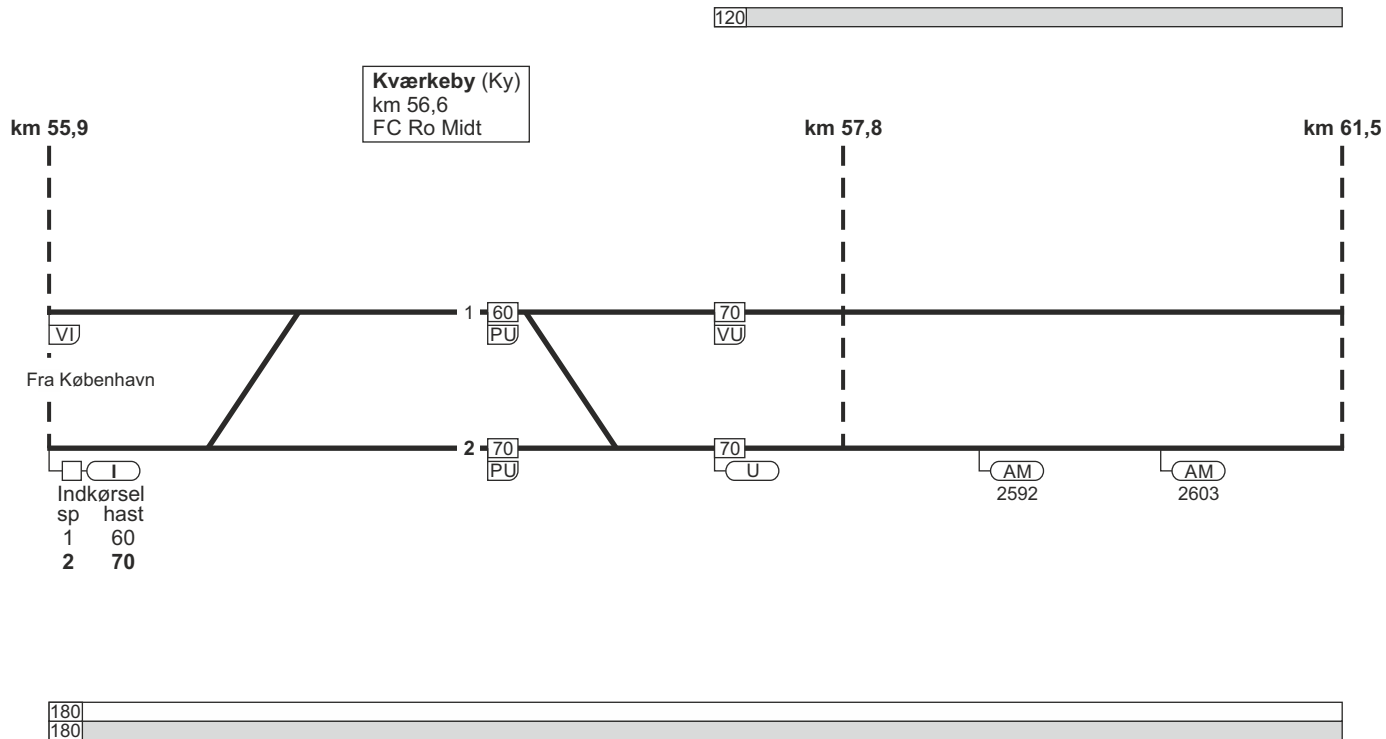 120
Kværkeby (Ky)
km 56,6
FC Ro Midt
km 55,9
km 57,8
km 61,5
1 60 70
VI PU VU
Fra København
2 70 70
I PU U AM AM
Indkørsel 2592 2603
sp hast
1 60
2 70
180
180